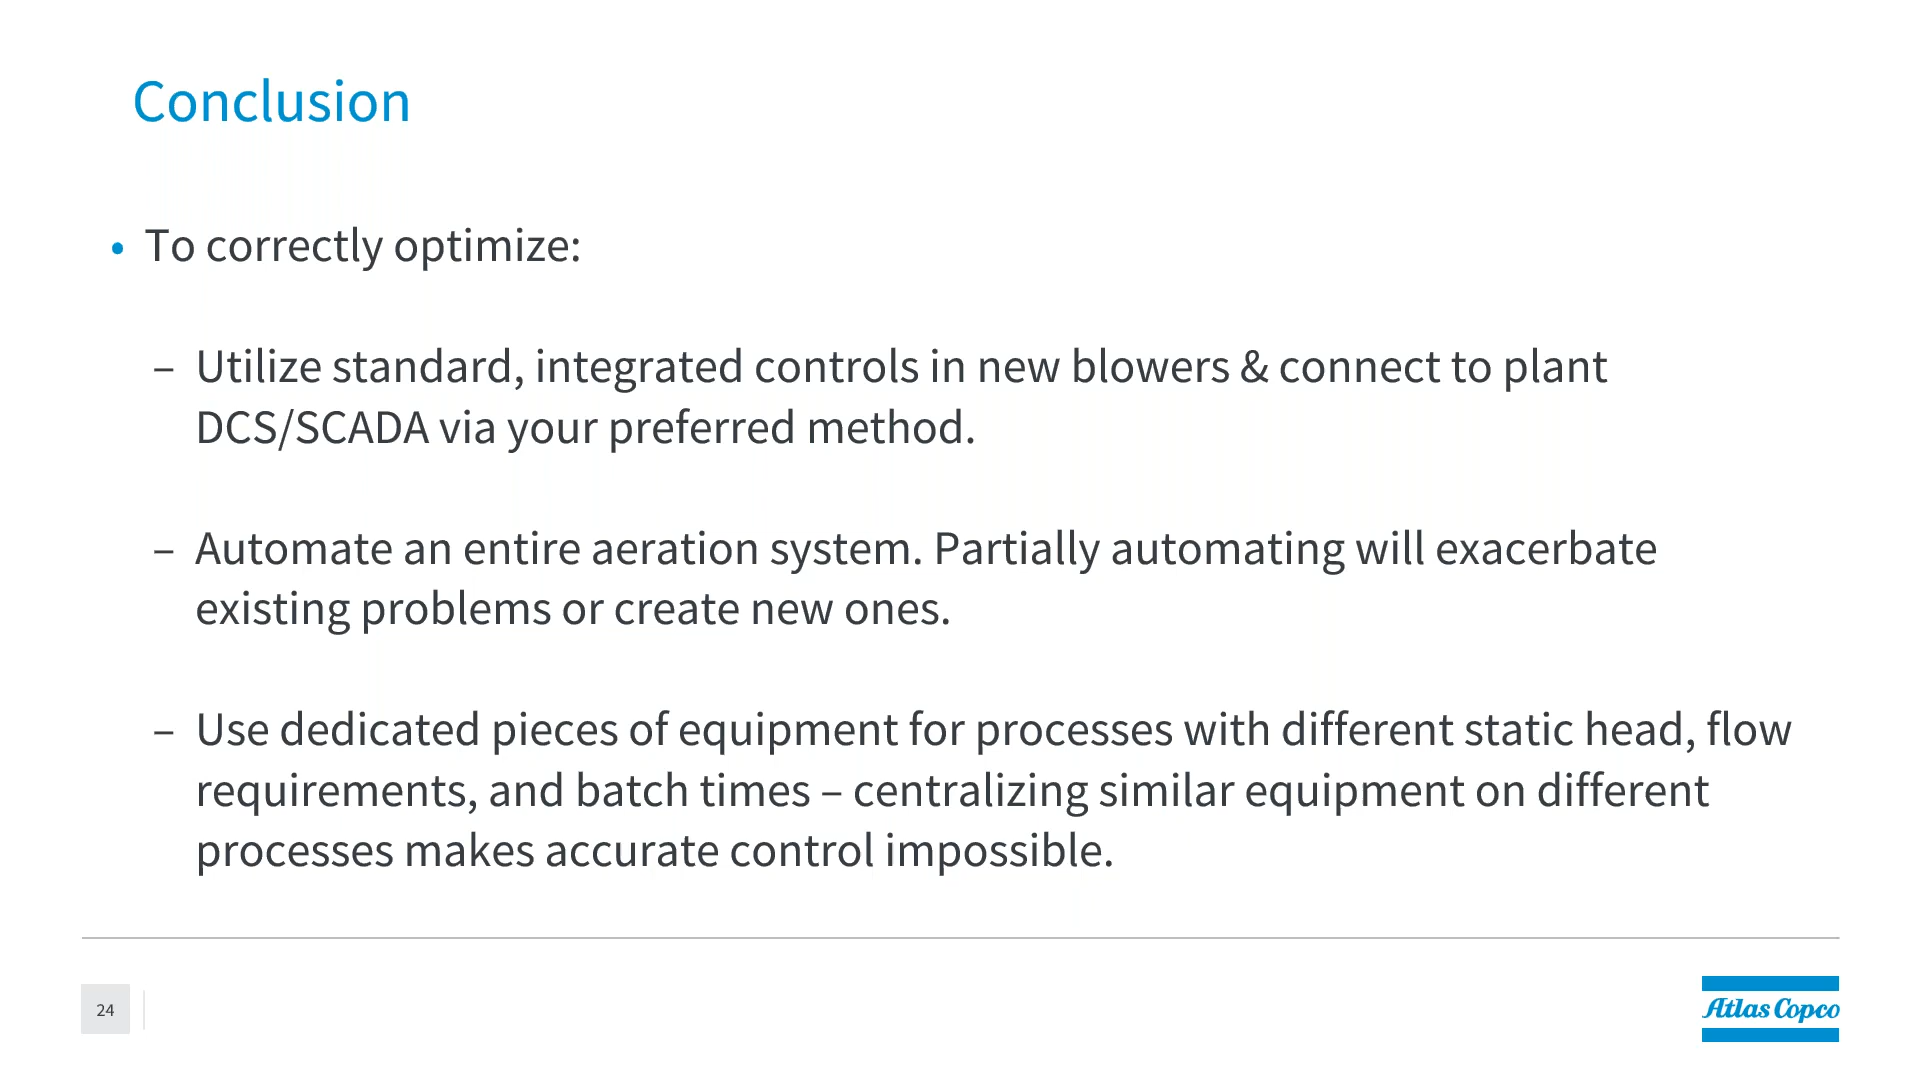 Conclusion
• To correctly optimize:
– Utilize standard, integrated controls in new blowers & connect to plant
DCS/SCADA via your preferred method.
– Automate an entire aeration system. Partially automating will exacerbate
existing problems or create new ones.
– Use dedicated pieces of equipment for processes with different static head, flow
requirements, and batch times – centralizing similar equipment on different
processes makes accurate control impossible.
24
Atlas Copco